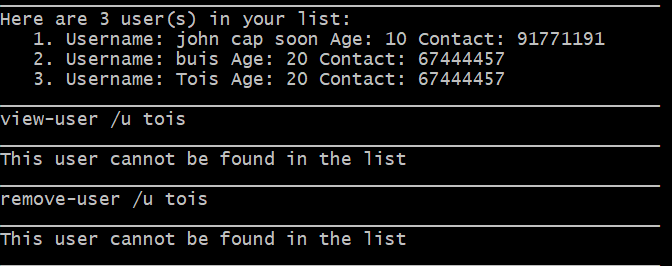 Here are 3 user(s) in your list:
1. Username: john cap soon Age: 10 Contact: 91771191
2. Username: buis Age: 20 Contact: 67444457
3. Username: Tois Age: 20 Contact: 67444457
view-user /u tois
This user cannot be found in the list
remove-user /u tois
This user cannot be found in the list